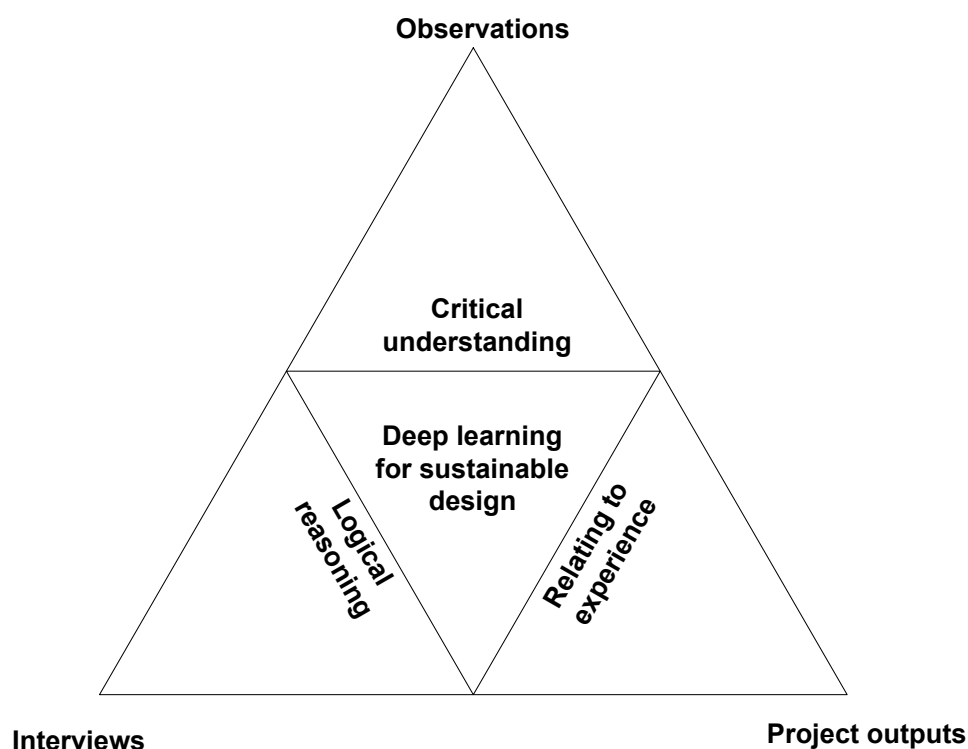 Observations
Critical
understanding
Deep learning
for sustainable
design
Logical
reasoning
Relating to
experience
Interviews
Project outputs